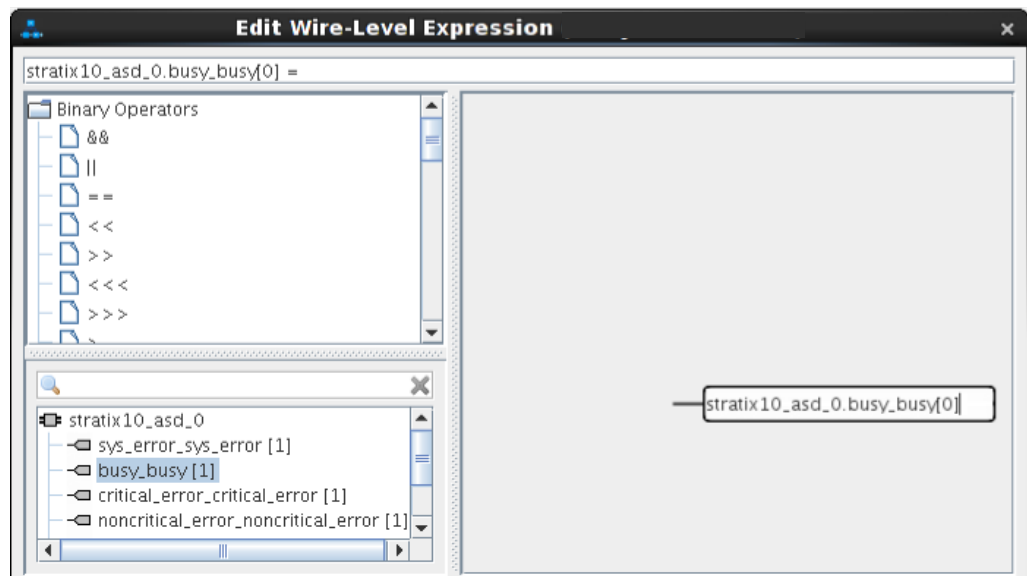 Edit Wire-Level Expression
stratix10_asd_0.busy_busy[0] =
Binary Operators
&&
||
==
<<
>>
<<<
>>>
stratix10_asd_0
sys_error_sys_error [1]
busy_busy [1]
critical_error_critical_error [1]
noncritical_error_noncritical_error [1]
stratix10_asd_0.busy_busy[0]